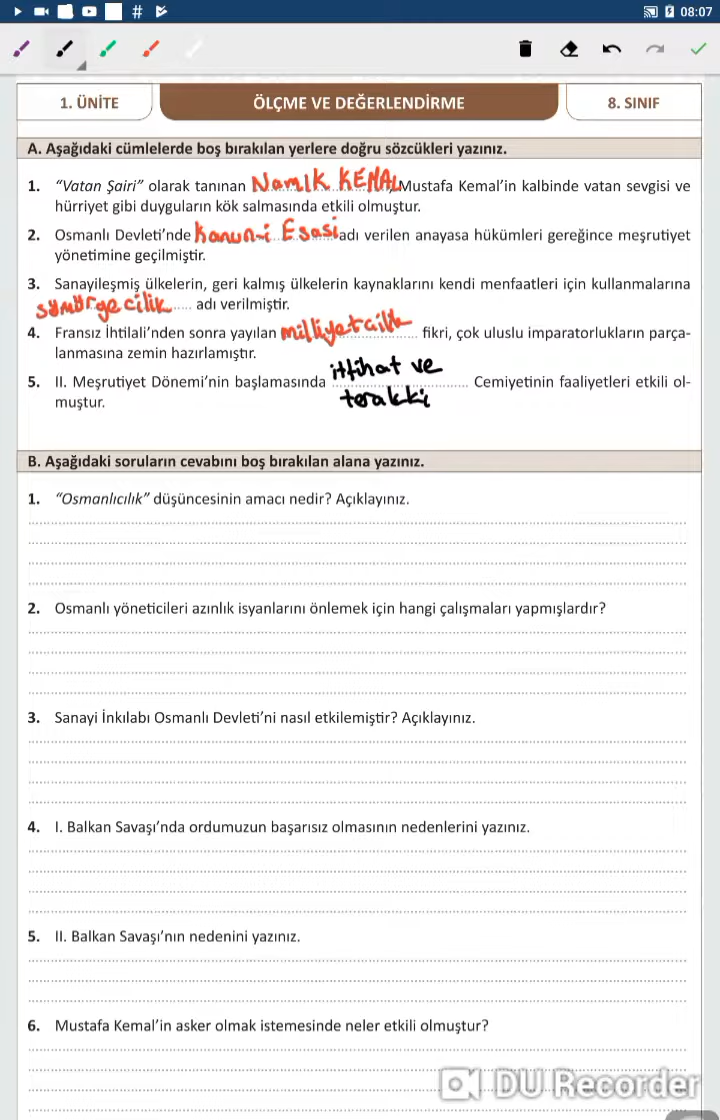 08:07
1. ÜNİTE
ÖLÇME VE DEĞERLENDİRME
8. SINIF
A. Aşağıdaki cümlelerde boş bırakılan yerlere doğru sözcükleri yazınız.
1. “Vatan Şairi” olarak tanınan Namık KEMAL Mustafa Kemal’in kalbinde vatan sevgisi ve
hürriyet gibi duyguların kök salmasında etkili olmuştur.
2. Osmanlı Devleti’nde Kanun-i Esasi adı verilen anayasa hükümleri gereğince meşrutiyet
yönetimine geçilmiştir.
3. Sanayileşmiş ülkelerin, geri kalmış ülkelerin kaynaklarını kendi menfaatleri için kullanmalarına
sömürgecilik adı verilmiştir.
4. Fransız İhtilali’nden sonra yayılan milliyetcilik fikri, çok uluslu imparatorlukların parça-
lanmasına zemin hazırlamıştır.
5. II. Meşrutiyet Dönemi’nin başlamasında ittihat ve terakki Cemiyetinin faaliyetleri etkili ol-
muştur.
B. Aşağıdaki soruların cevabını boş bırakılan alana yazınız.
1. “Osmanlıcılık” düşüncesinin amacı nedir? Açıklayınız.
2. Osmanlı yöneticileri azınlık isyanlarını önlemek için hangi çalışmaları yapmışlardır?
3. Sanayi İnkılabı Osmanlı Devleti’ni nasıl etkilemiştir? Açıklayınız.
4. I. Balkan Savaşı’nda ordumuzun başarısız olmasının nedenlerini yazınız.
5. II. Balkan Savaşı’nın nedenini yazınız.
6. Mustafa Kemal’in asker olmak istemesinde neler etkili olmuştur?
DU Recorder